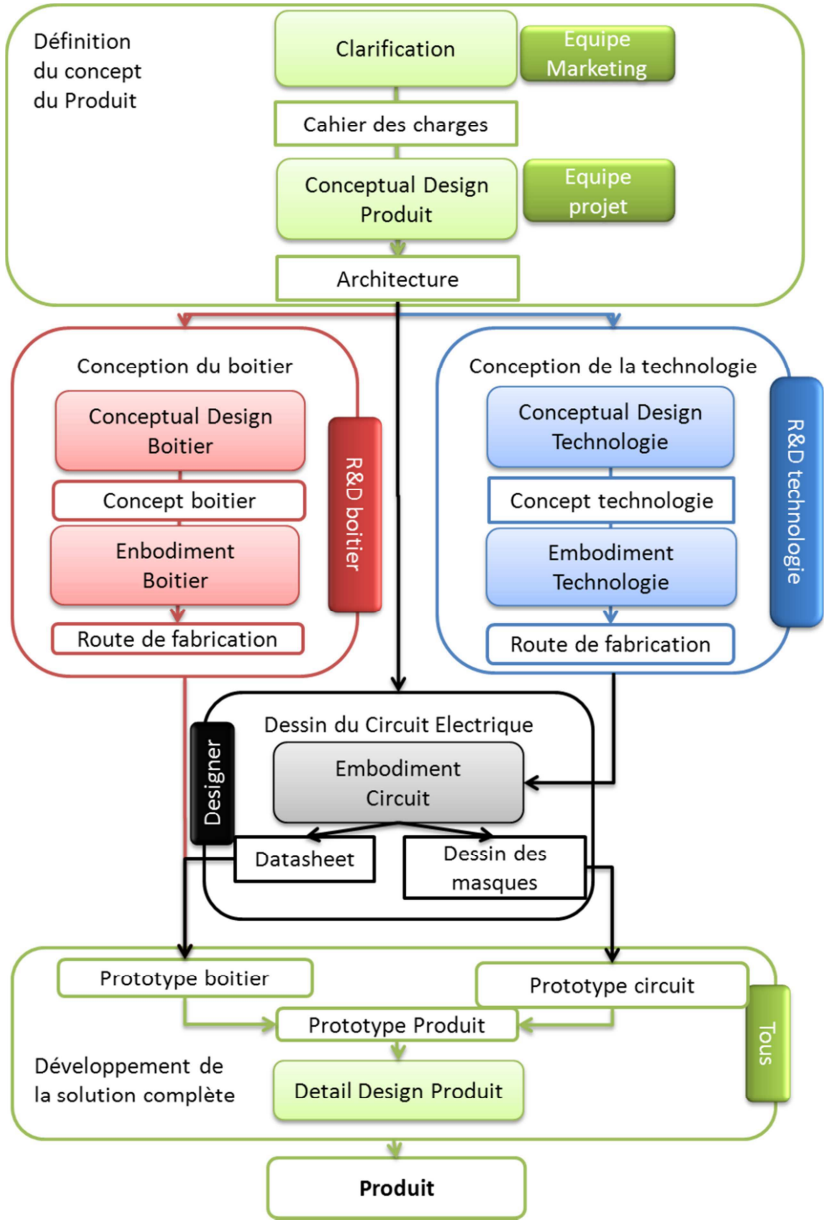 Définition
du concept
du Produit
Clarification
Equipe
Marketing
Cahier des charges
Conceptual Design
Produit
Equipe
projet
Architecture
Conception du boitier
Conceptual Design
Boitier
Concept boitier
Enbodiment
Boitier
Route de fabrication
R&D boitier
Conception de la technologie
Conceptual Design
Technologie
Concept technologie
Embodiment
Technologie
Route de fabrication
R&D technologie
Dessin du Circuit Electrique
Designer
Embodiment
Circuit
Datasheet
Dessin des
masques
Prototype boitier
Prototype circuit
Prototype Produit
Tous
Développement de
la solution complète
Detail Design Produit
Produit